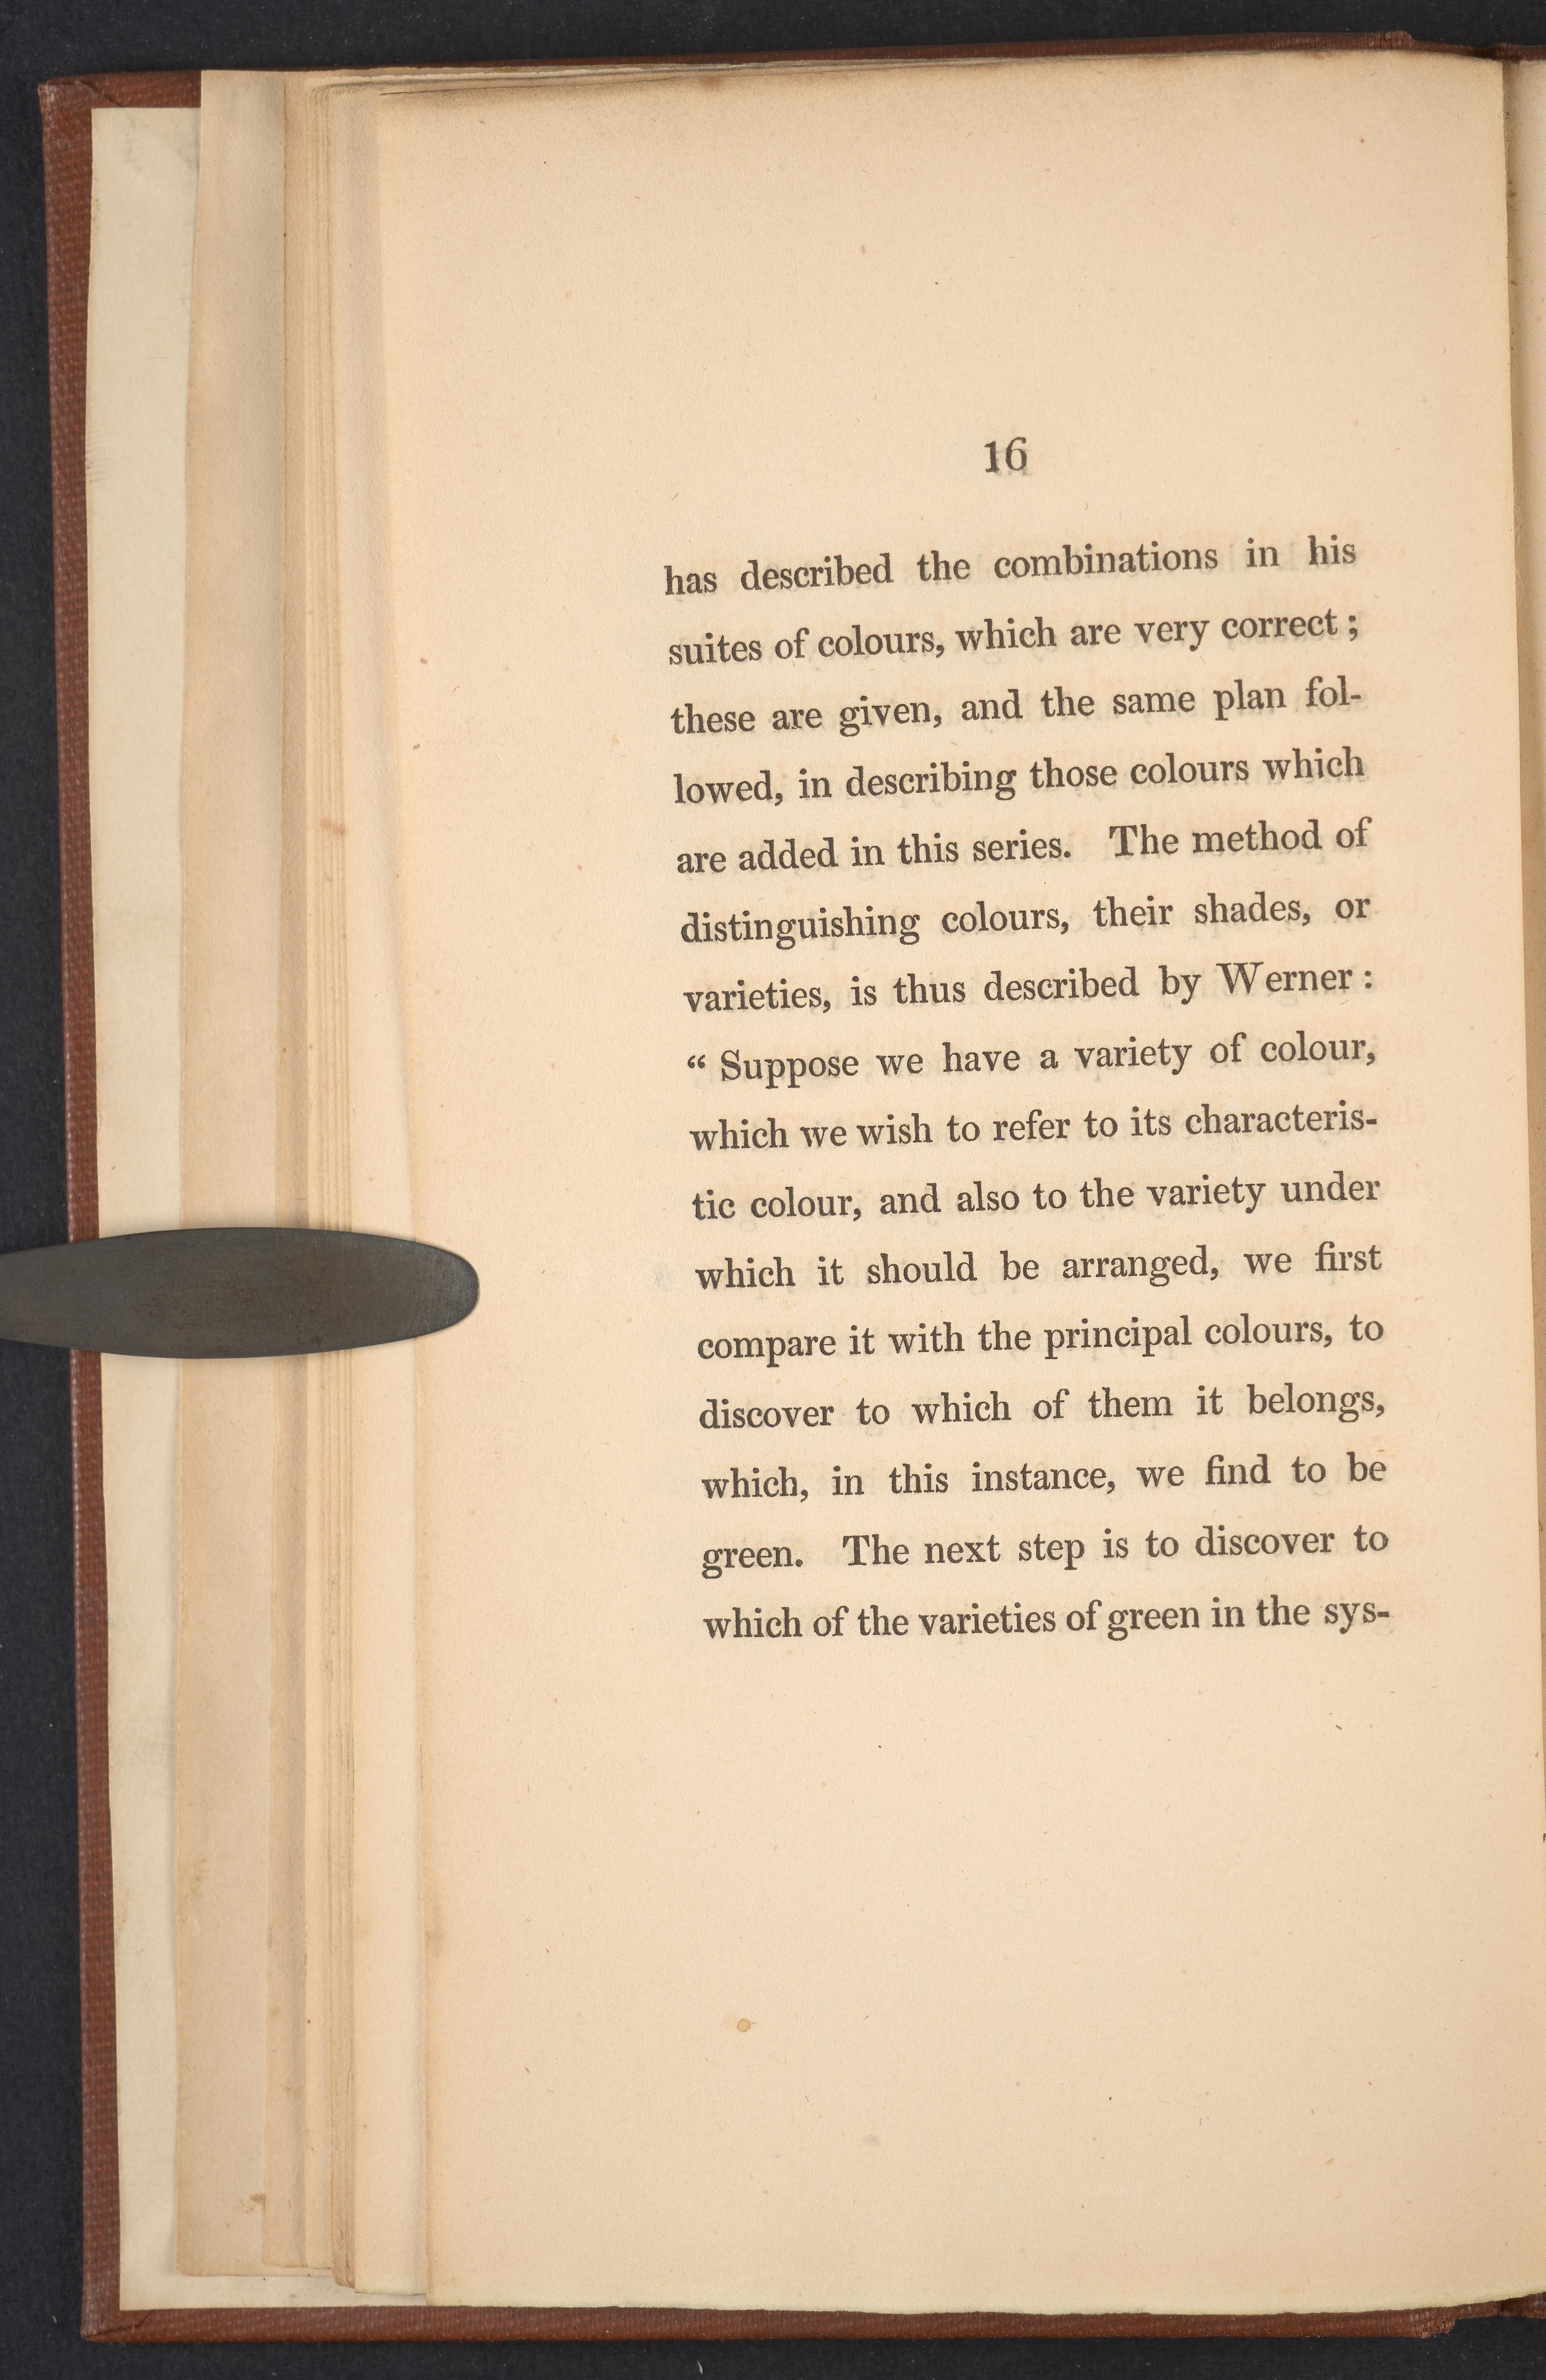 16
has described the combinations in his
suites of colours, which are very correct ;
these are given, and the same plan fol-
lowed, in describing those colours which
are added in this series. The method of
distinguishing colours, their shades, or
varieties, is thus described by Werner :
“ Suppose we have a variety of colour,
which we wish to refer to its characteris-
tic colour, and also to the variety under
which it should be arranged, we first
compare it with the principal colours, to
discover to which of them it belongs,
which, in this instance, we find to be
green. The next step is to discover to
which of the varieties of green in the sys-